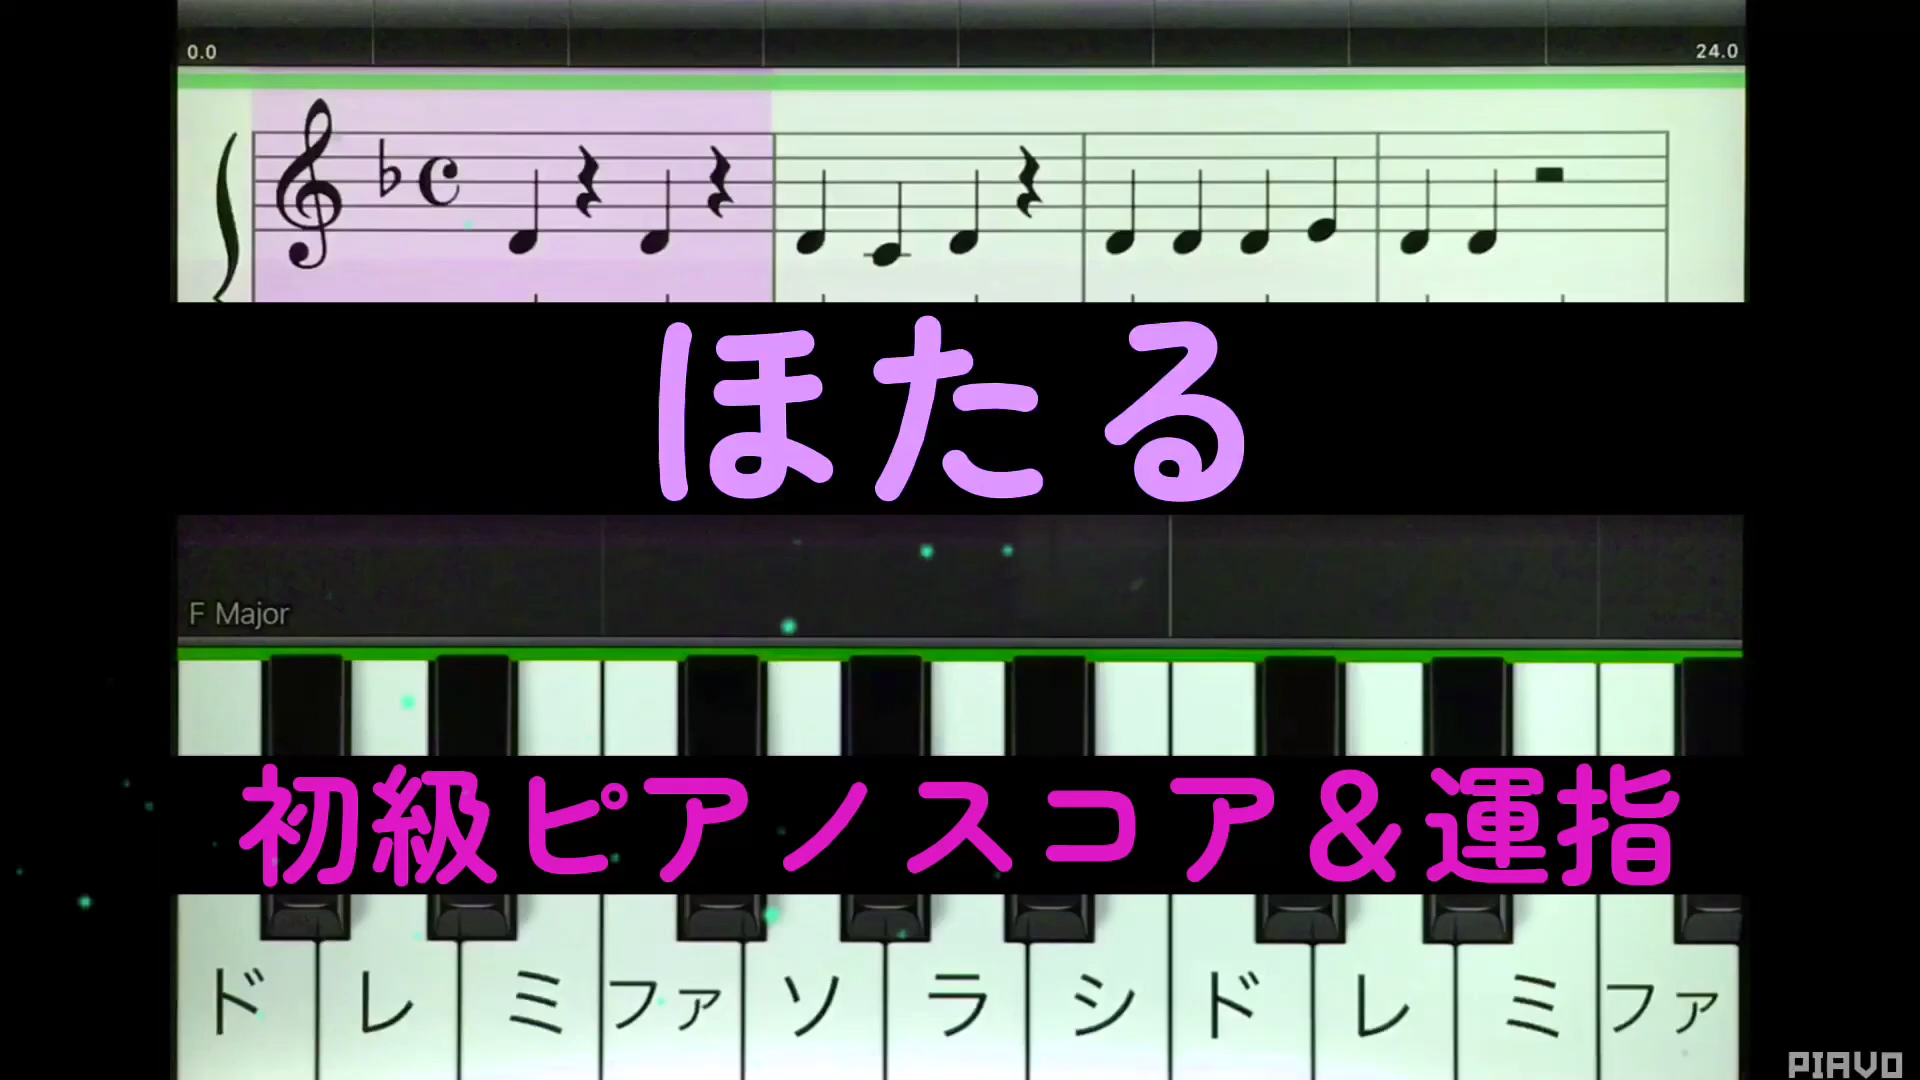 0.0 24.0
ほたる
F Major
初級ピアノスコア＆運指
ド レ ミ ファ ソ ラ シ ド レ ミ ファ
PIAVO